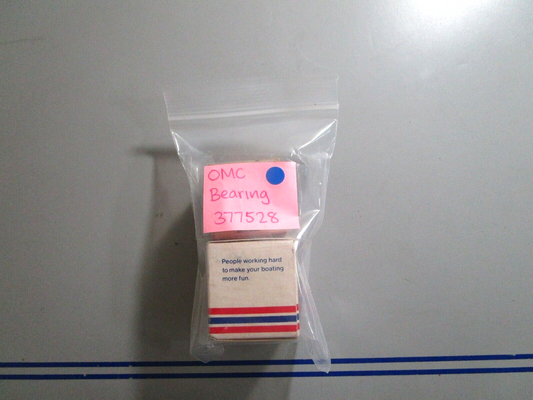 OMC
Bearing
377528
People working hard
to make your boating
more fun.